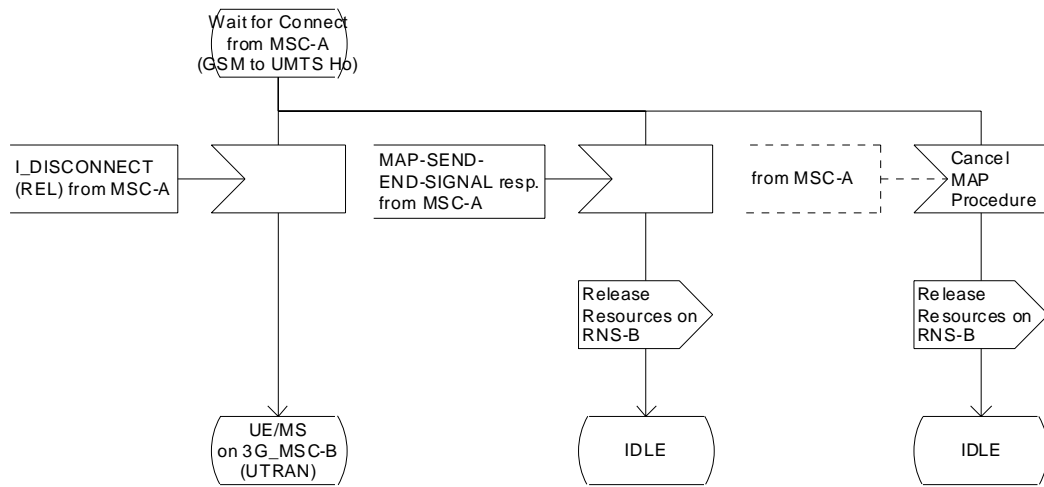 Wait for Connect
from MSC-A
(GSM to UMTS Ho)
I_DISCONNECT
(REL) from MSC-A
MAP-SEND-
END-SIGNAL resp.
from MSC-A
from MSC-A
Cancel
MAP
Procedure
Release
Resources on
RNS-B
Release
Resources on
RNS-B
UE/MS
on 3G_MSC-B
(UTRAN)
IDLE
IDLE